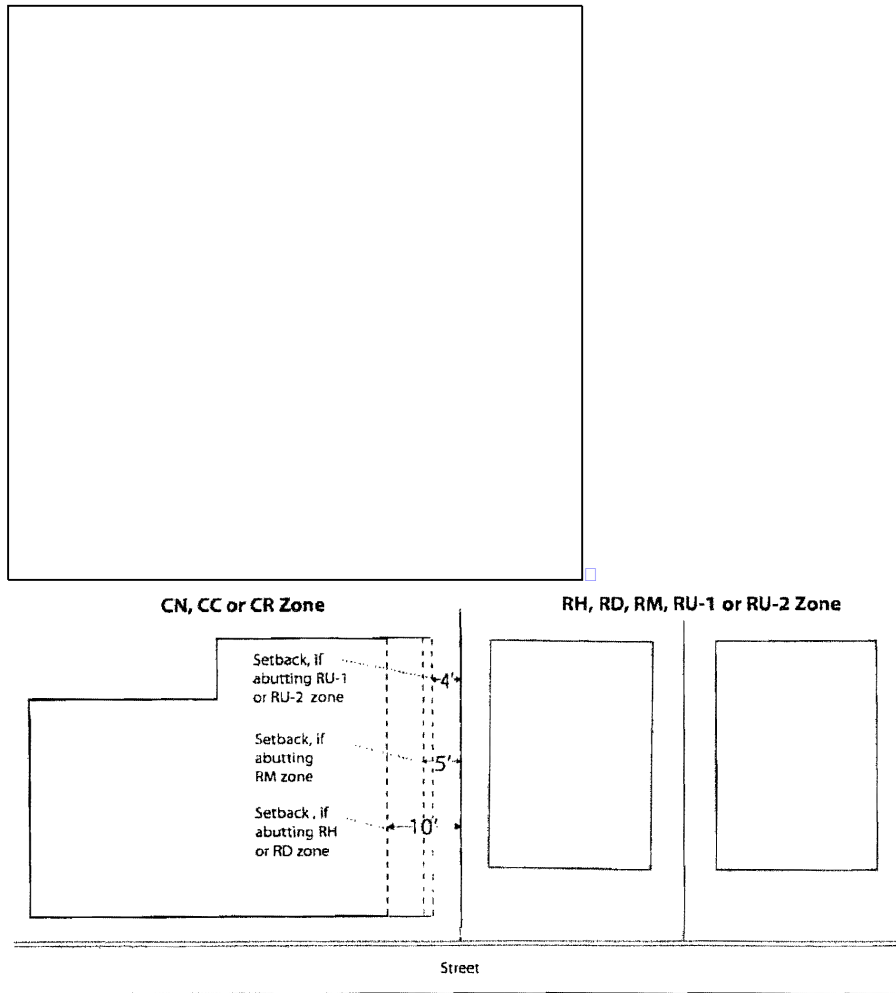 CN, CC or CR Zone
RH, RD, RM, RU-1 or RU-2 Zone
Setback, if
abutting RU-1
or RU-2 zone
4'
Setback, if
abutting
RM zone
5'
Setback, if
abutting RH
or RD zone
10'
Street